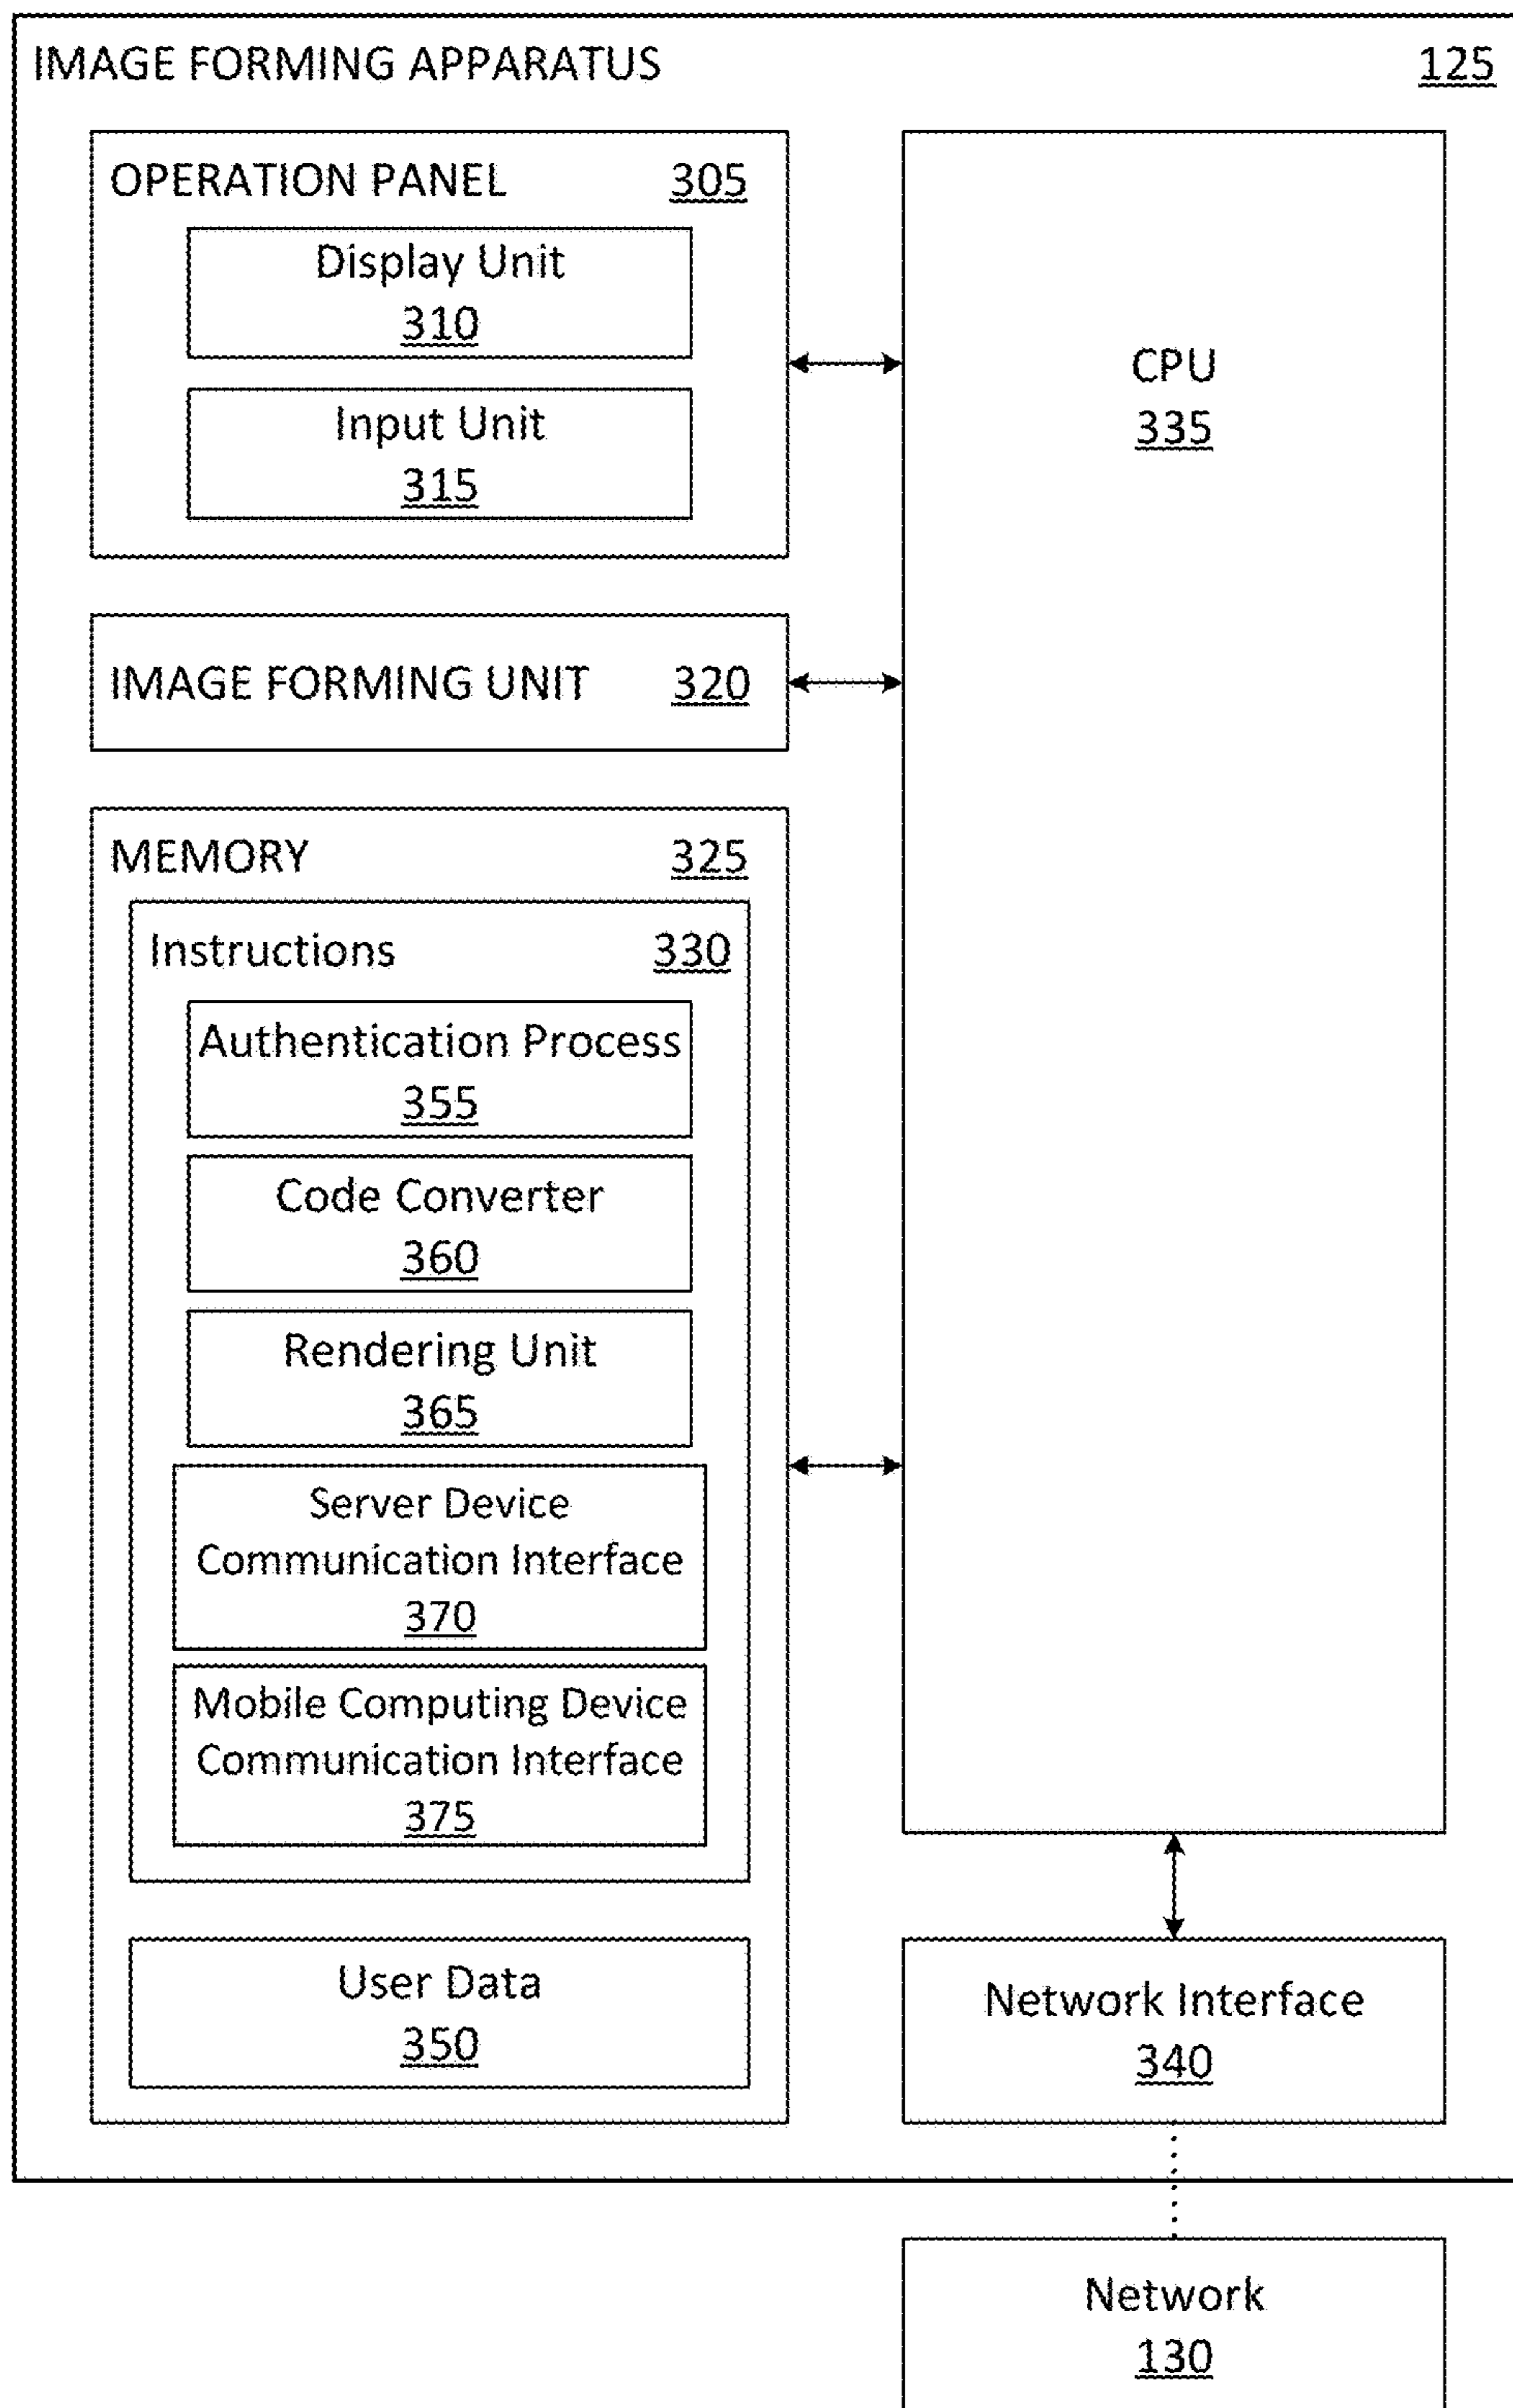 IMAGE FORMING APPARATUS 125
OPERATION PANEL 305
Display Unit
310
Input Unit
315
CPU
335
IMAGE FORMING UNIT 320
MEMORY 325
Instructions 330
Authentication Process
355
Code Converter
360
Rendering Unit
365
Server Device
Communication Interface
370
Mobile Computing Device
Communication Interface
375
User Data
350
Network Interface
340
Network
130